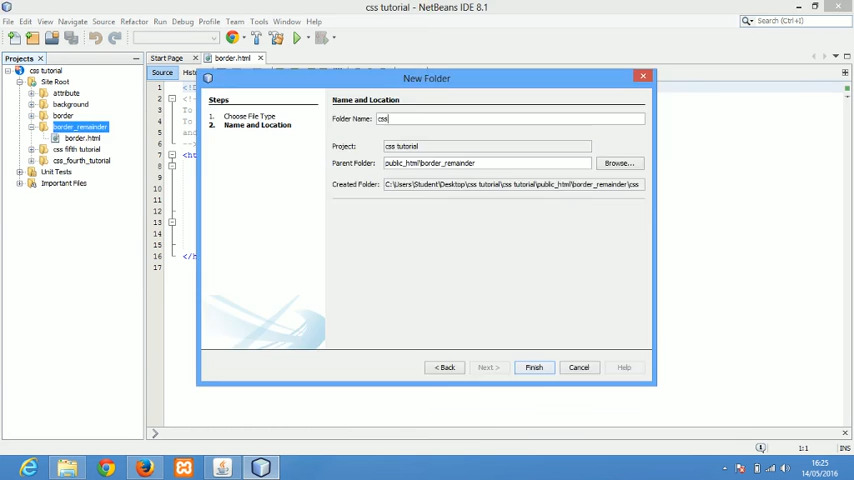 css tutorial - NetBeans IDE 8.1
File Edit View Navigate Source Refactor Run Debug Profile Team Tools Window Help
Search (Ctrl+I)
Projects
Start Page
border.html
css tutorial
Site Root
attribute
background
border
border_remainder
border.html
css fifth tutorial
css_fourth_tutorial
Unit Tests
Important Files
Source
1
2
3
4
5
6
7
8
9
10
11
12
13
14
15
16
17
New Folder
Steps
1. Choose File Type
2. Name and Location
Name and Location
Folder Name: css
Project: css tutorial
Parent Folder: public_html\border_remainder
Browse...
Created Folder: C:\Users\Student\Desktop\css tutorial\css tutorial\public_html\border_remainder\css
< Back
Next >
Finish
Cancel
Help
1:1
INS
16:25
14/05/2016